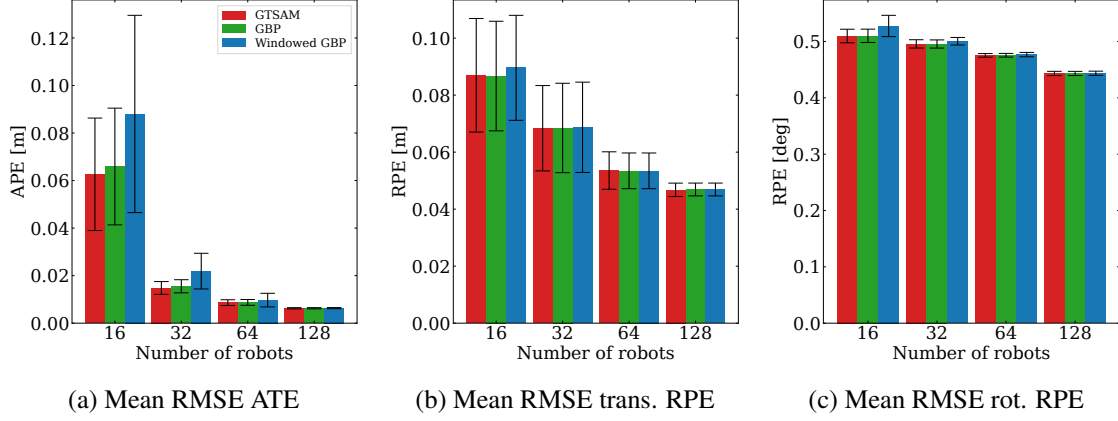 0.12
0.10
0.08
0.06
0.04
0.02
0.00
APE [m]
16 32 64 128
Number of robots
GTSAM
GBP
Windowed GBP
(a) Mean RMSE ATE
0.10
0.08
0.06
0.04
0.02
0.00
RPE [m]
16 32 64 128
Number of robots
(b) Mean RMSE trans. RPE
0.5
0.4
0.3
0.2
0.1
0.0
RPE [deg]
16 32 64 128
Number of robots
(c) Mean RMSE rot. RPE